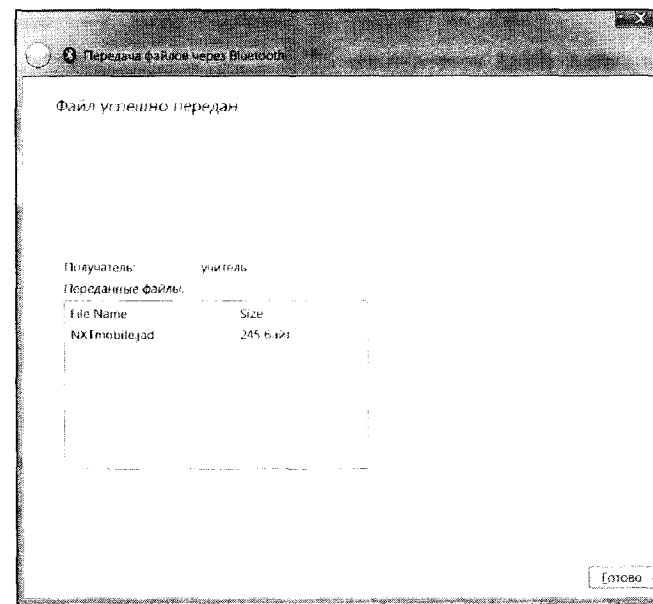 Передача файлов через Bluetooth
Файл успешно передан
Получатель: учитель
Переданные файлы:
File Name Size
NXTmobile.jad 245 байт
Готово